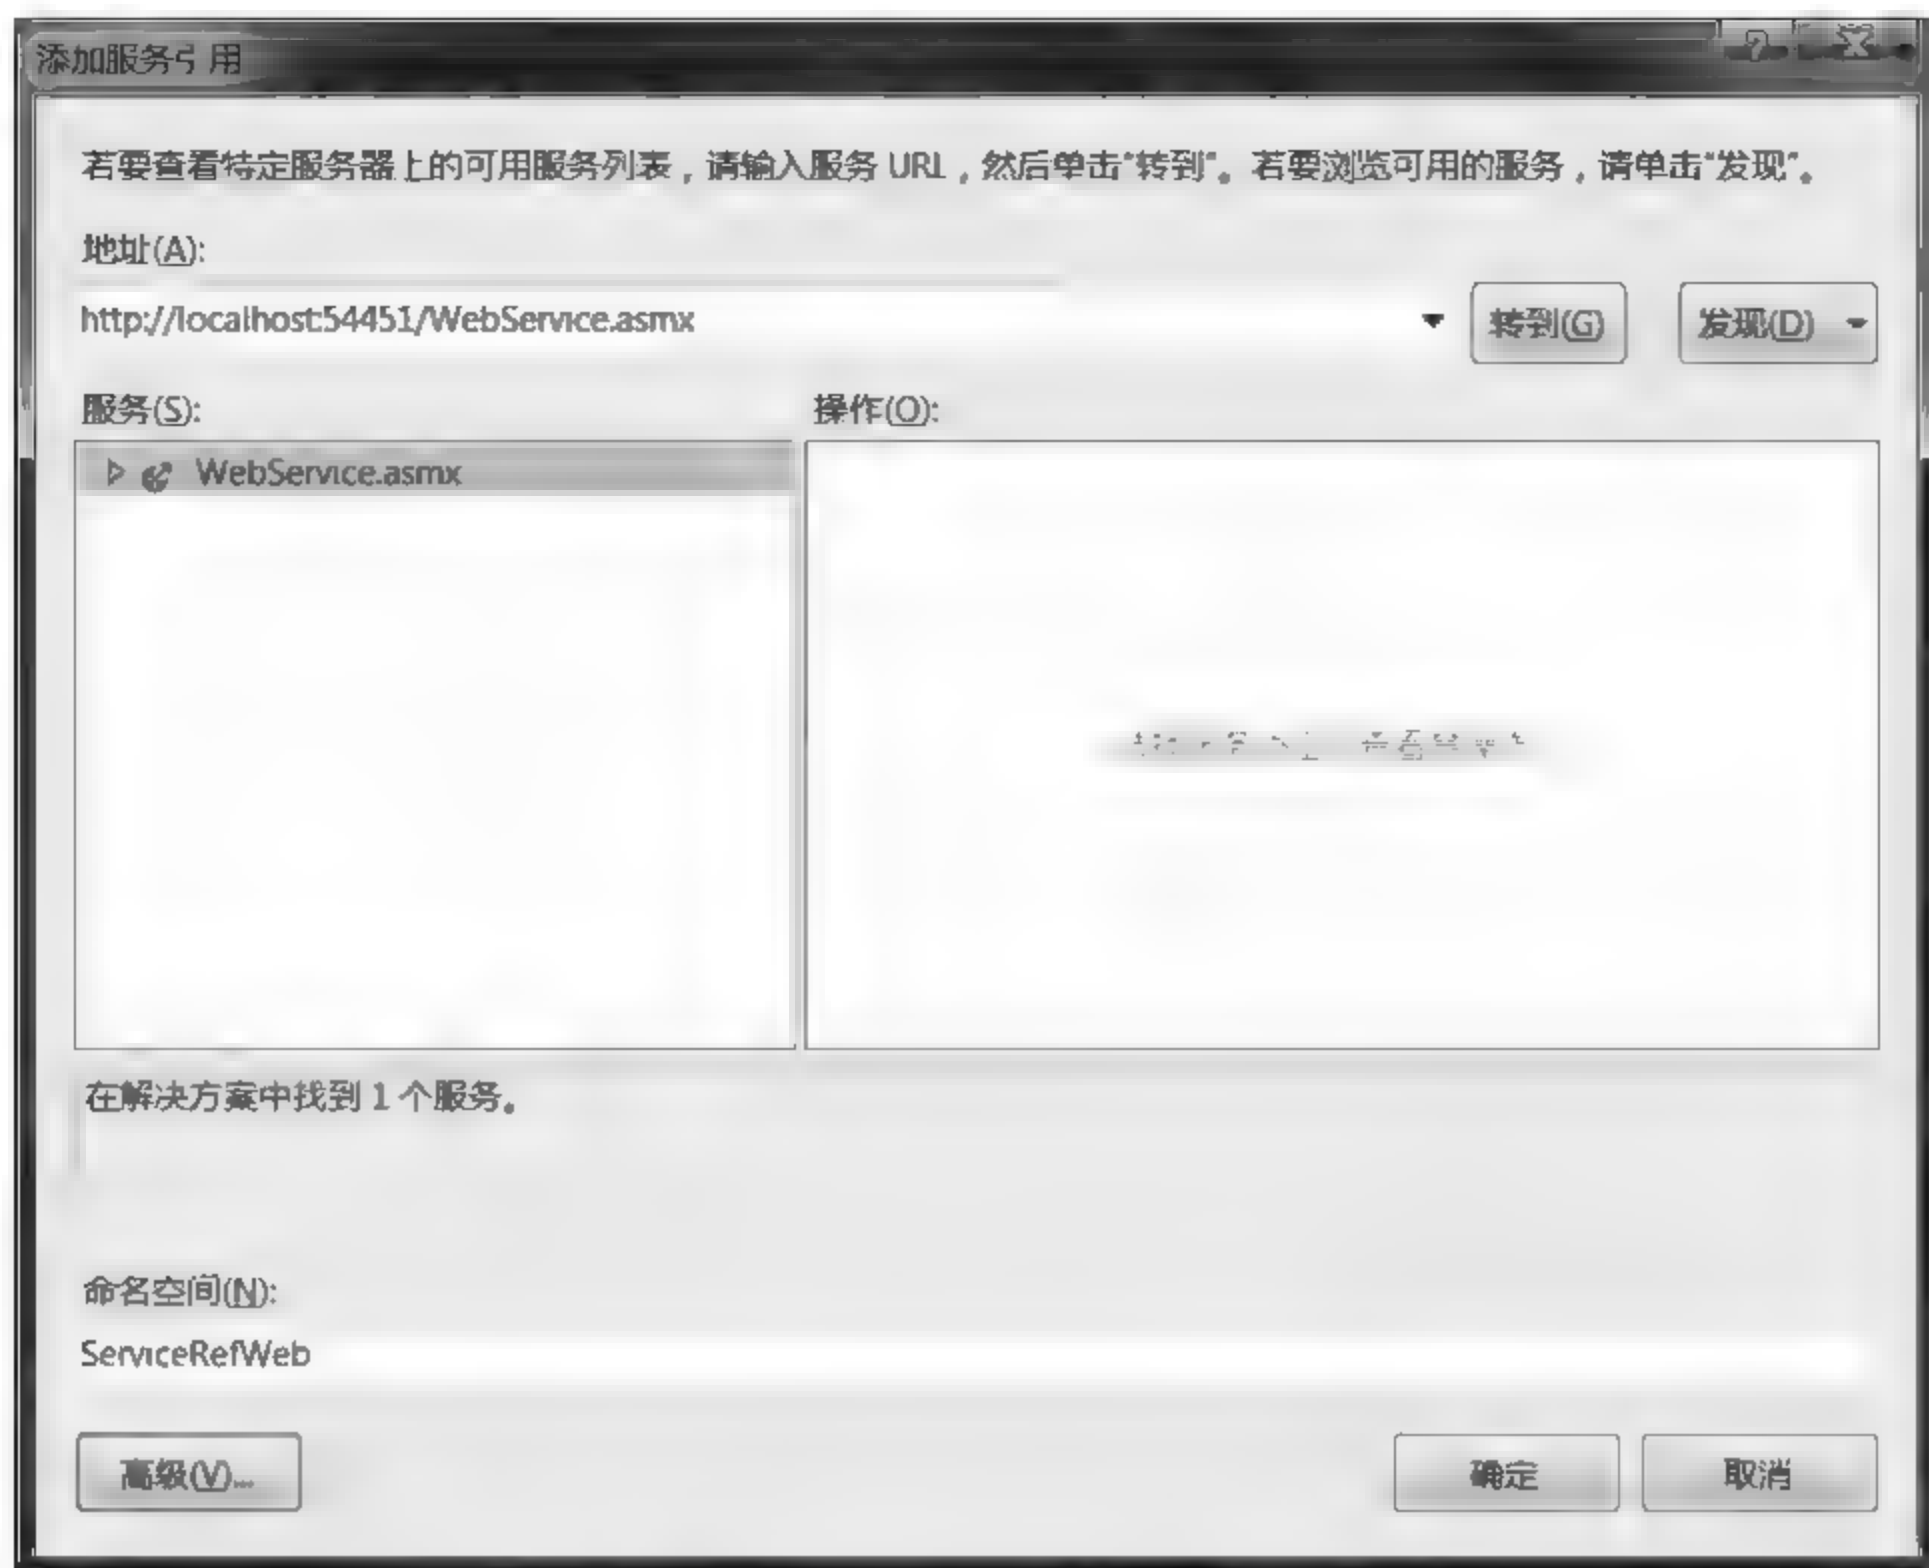 添加服务引用
若要查看特定服务器上的可用服务列表，请输入服务 URL，然后单击“转到”。若要浏览可用的服务，请单击“发现”。
地址(A):
http://localhost:54451/WebService.asmx
转到(G)
发现(D)
服务(S):
操作(O):
WebService.asmx
在解决方案中找到 1 个服务。
命名空间(N):
ServiceRefWeb
高级(V)...
确定
取消